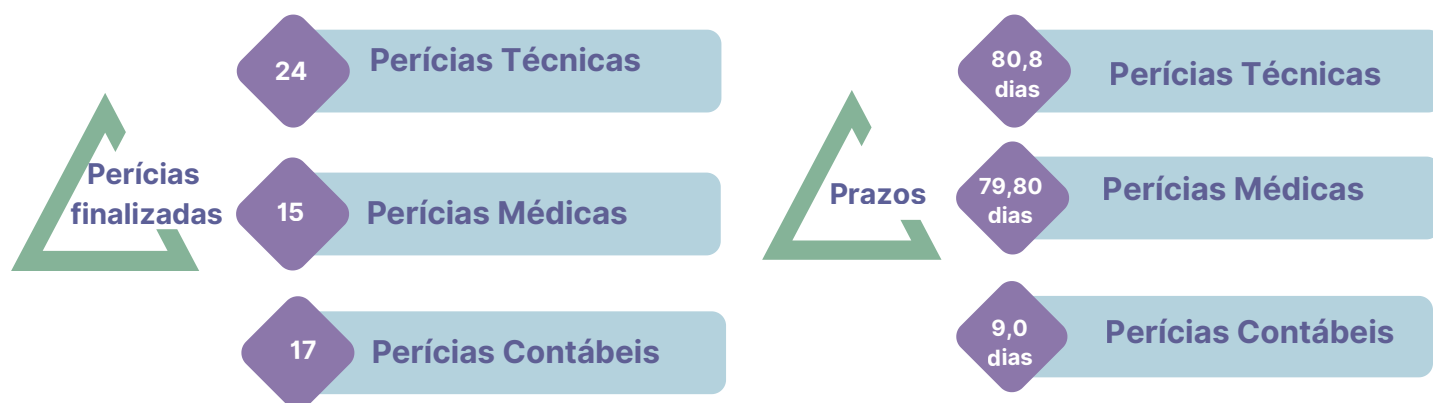 Perícias
finalizadas
24
Perícias Técnicas
15
Perícias Médicas
17
Perícias Contábeis
Prazos
80,8
dias
Perícias Técnicas
79,80
dias
Perícias Médicas
9,0
dias
Perícias Contábeis